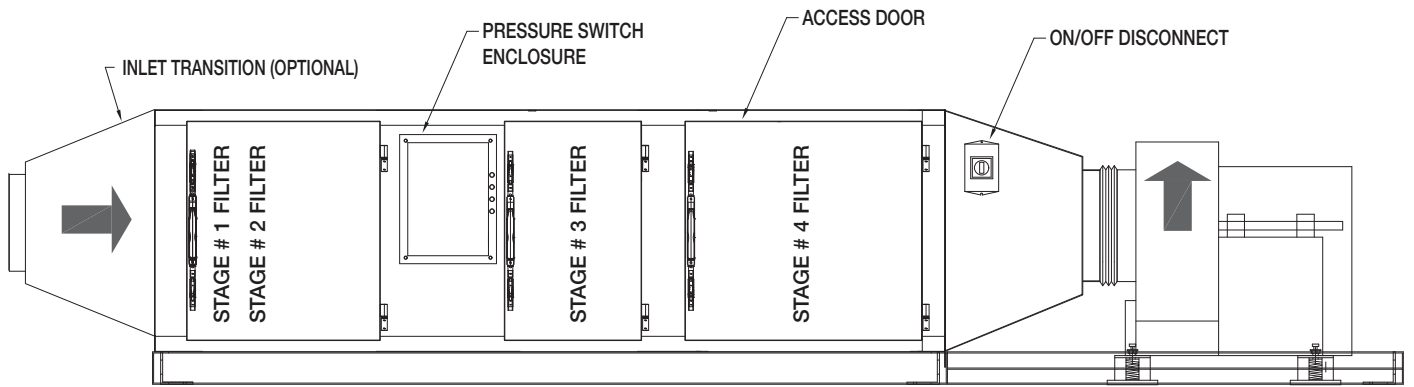 INLET TRANSITION (OPTIONAL)
PRESSURE SWITCH
ENCLOSURE
ACCESS DOOR
ON/OFF DISCONNECT
STAGE # 1 FILTER
STAGE # 2 FILTER
STAGE # 3 FILTER
STAGE # 4 FILTER